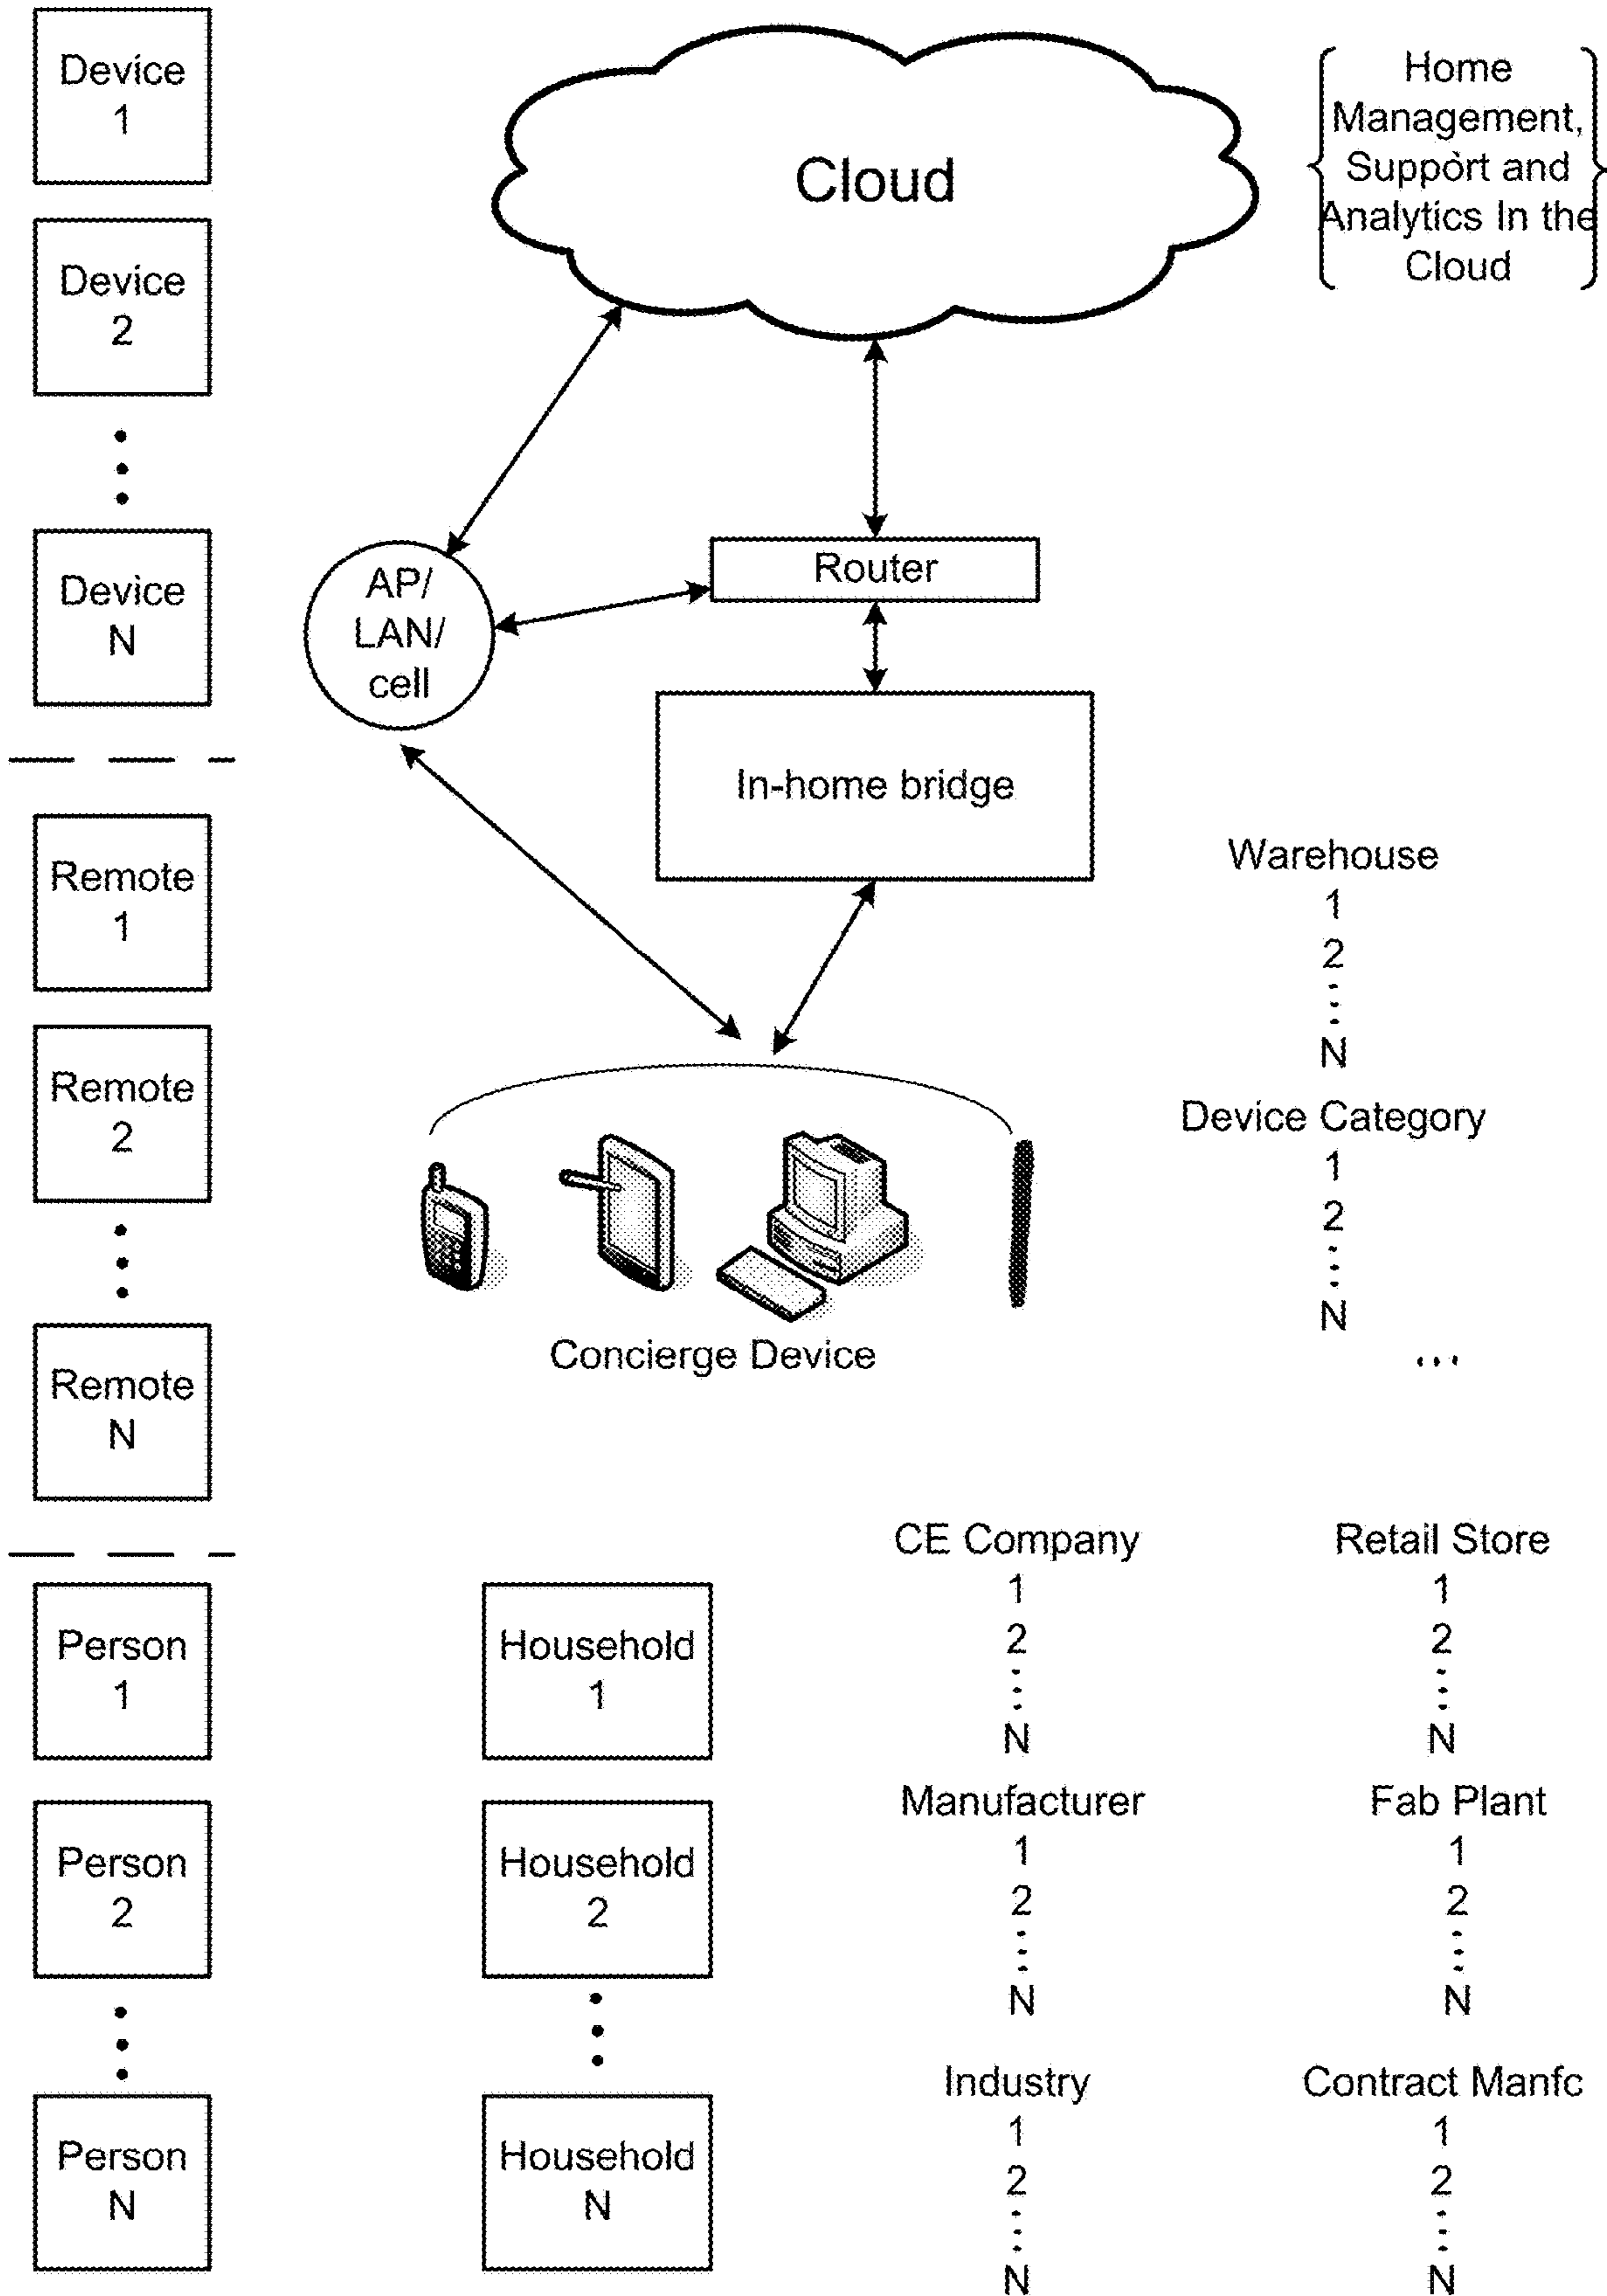 Device
1
Device
2
Device
N
Remote
1
Remote
2
Remote
N
Person
1
Person
2
Person
N
Cloud
Home
Management,
Support and
Analytics In the
Cloud
AP/
LAN/
cell
Router
In-home bridge
Concierge Device
Warehouse
1
2
N
Device Category
1
2
N
...
Household
1
Household
2
Household
N
CE Company
1
2
N
Retail Store
1
2
N
Manufacturer
1
2
N
Fab Plant
1
2
N
Industry
1
2
N
Contract Manfc
1
2
N